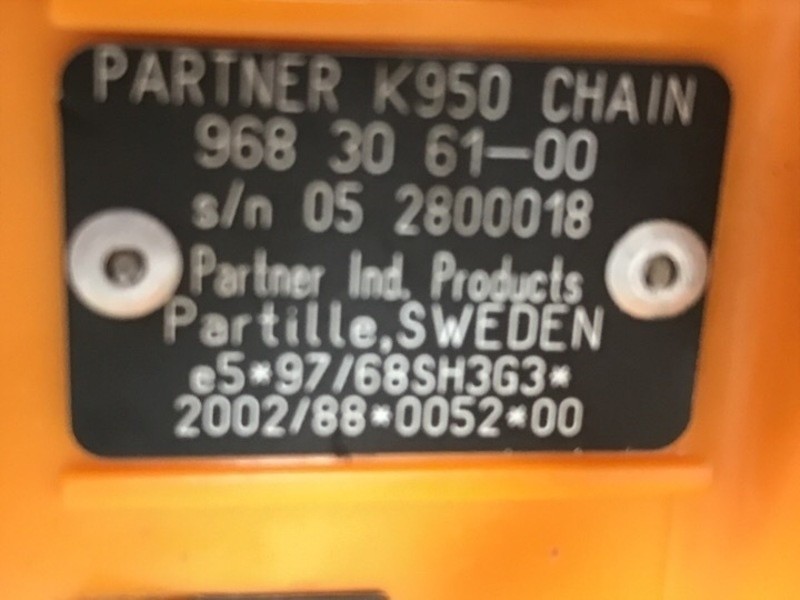 PARTNER K950 CHAIN
968 30 61-00
s/n 05 2800018
Partner Ind. Products
Partille, SWEDEN
e5*97/68SH3G3*
2002/88*0052*00